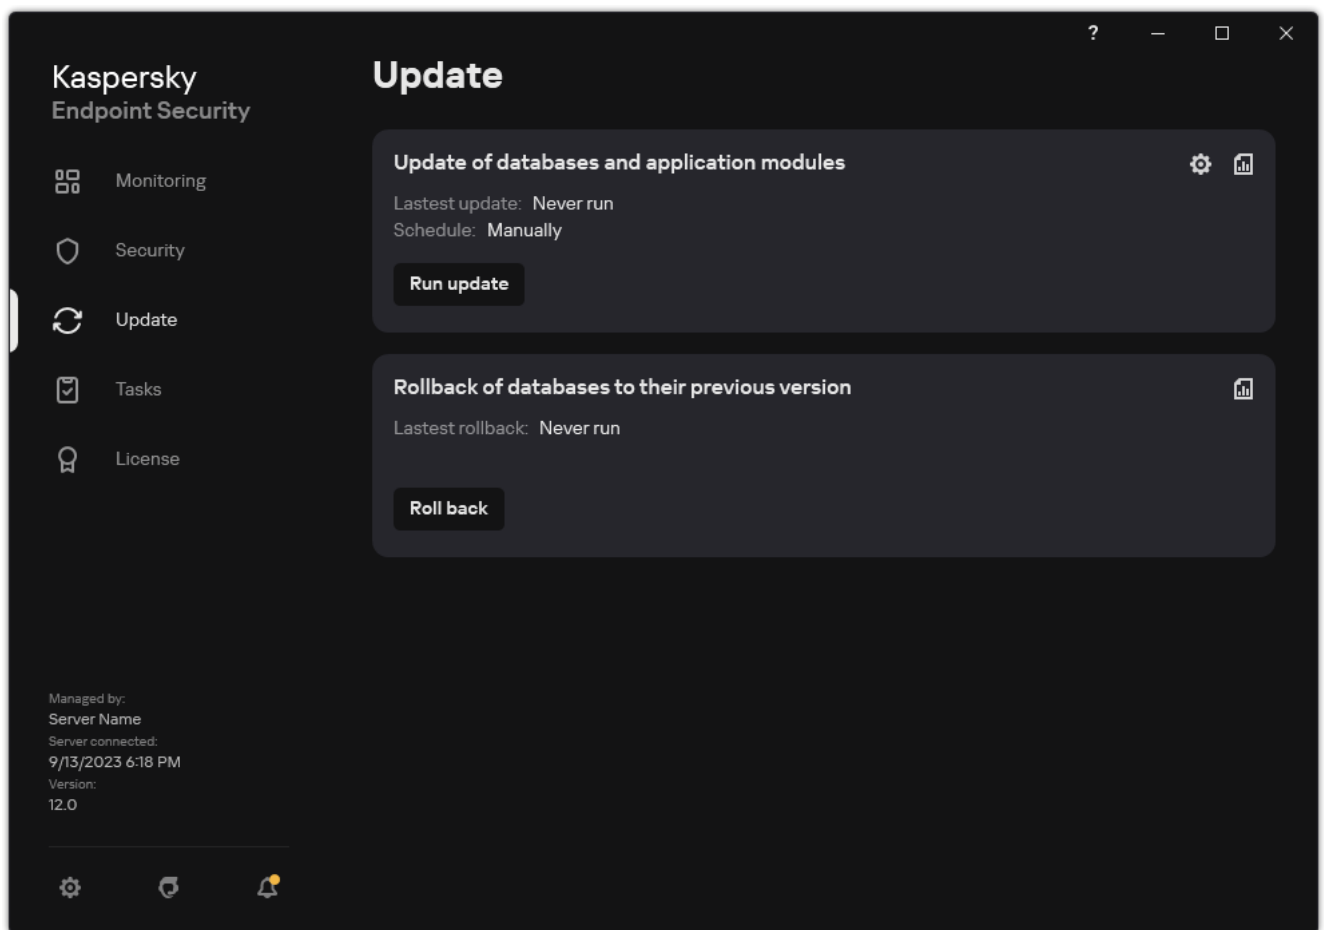 ?
Kaspersky
Endpoint Security
Monitoring
Security
Update
Tasks
License
Managed by:
Server Name
Server connected:
9/13/2023 6:18 PM
Version:
12.0
Update
Update of databases and application modules
Lastest update: Never run
Schedule: Manually
Run update
Rollback of databases to their previous version
Lastest rollback: Never run
Roll back